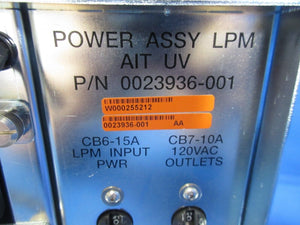 POWER ASSY LPM
AIT UV
P/N 0023936-001
W000255212
0023936-001 AA
CB6-15A CB7-10A
LPM INPUT 120VAC
PWR OUTLETS